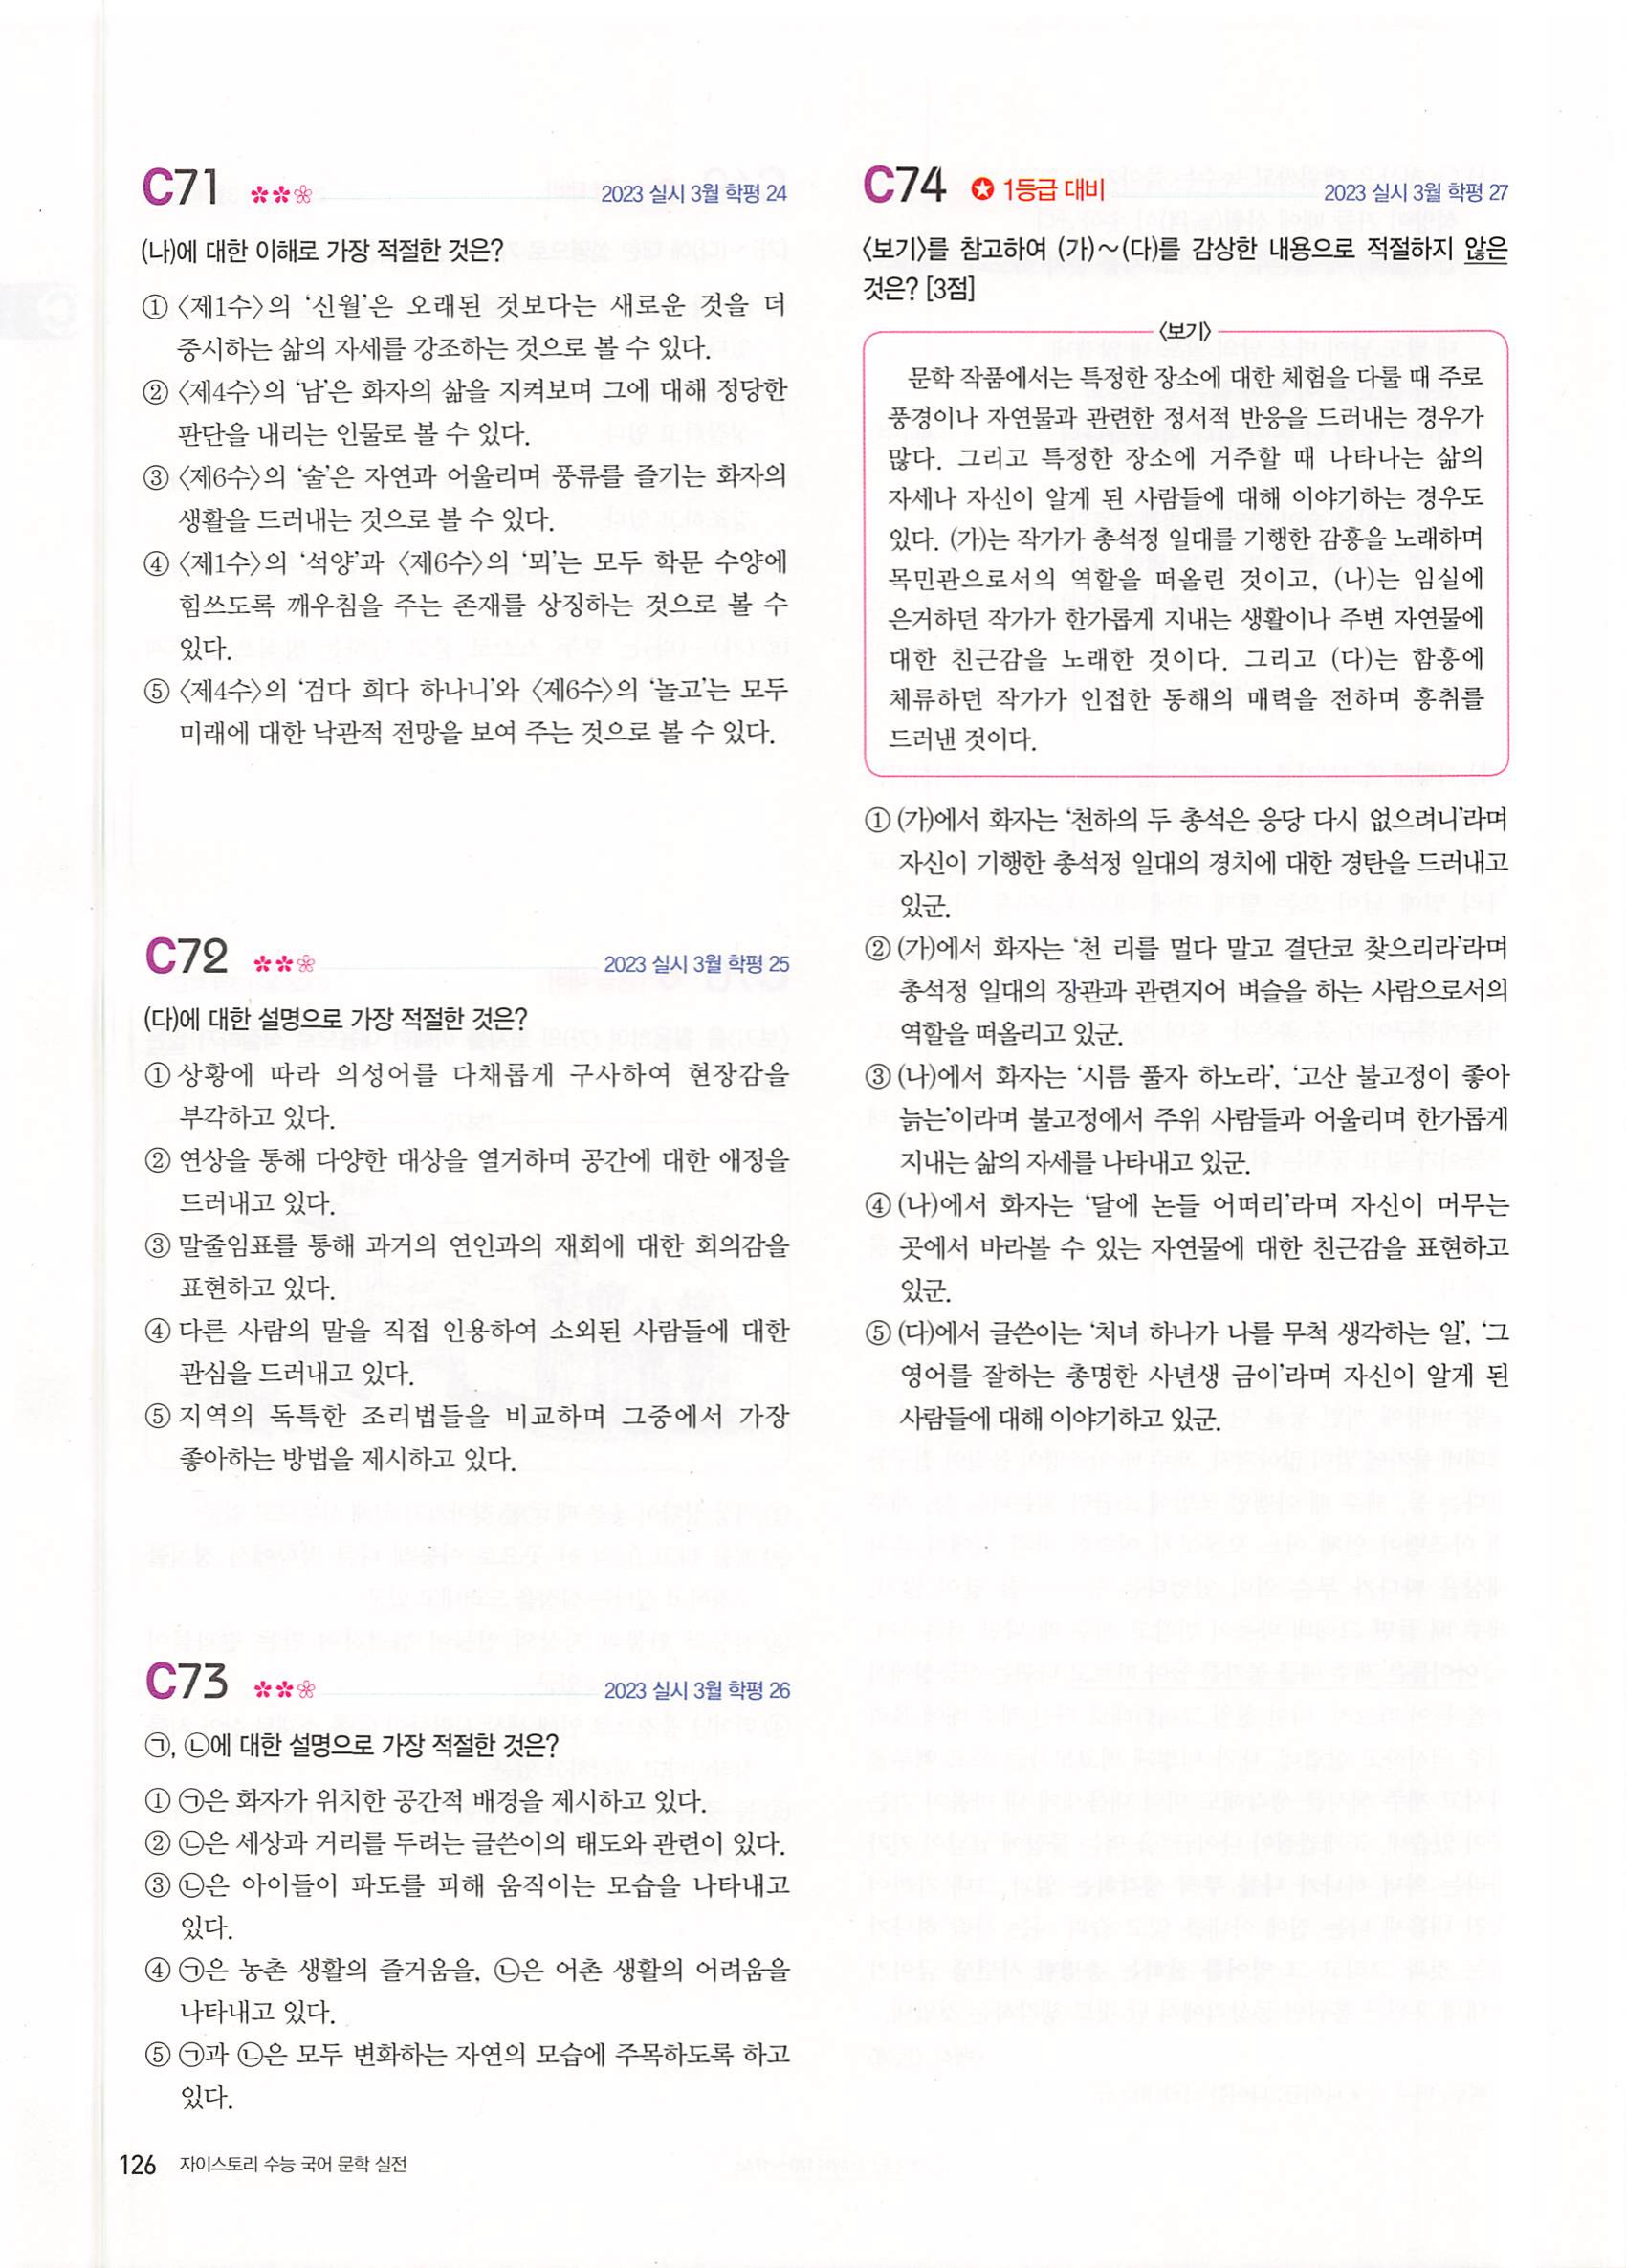 C71
2023 실시 3월 학평 24
(나)에 대한 이해로 가장 적절한 것은?
① 〈제1수〉의 ‘신월’은 오래된 것보다는 새로운 것을 더
중시하는 삶의 자세를 강조하는 것으로 볼 수 있다.
② 〈제4수〉의 ‘남’은 화자의 삶을 지켜보며 그에 대해 정당한
판단을 내리는 인물로 볼 수 있다.
③ 〈제6수〉의 ‘술’은 자연과 어울리며 풍류를 즐기는 화자의
생활을 드러내는 것으로 볼 수 있다.
④ 〈제1수〉의 ‘석양’과 〈제6수〉의 ‘뫼’는 모두 학문 수양에
힘쓰도록 깨우침을 주는 존재를 상징하는 것으로 볼 수
있다.
⑤ 〈제4수〉의 ‘검다 희다 하나니’와 〈제6수〉의 ‘놀고’는 모두
미래에 대한 낙관적 전망을 보여 주는 것으로 볼 수 있다.
C72
2023 실시 3월 학평 25
(다)에 대한 설명으로 가장 적절한 것은?
① 상황에 따라 의성어를 다채롭게 구사하여 현장감을
부각하고 있다.
② 연상을 통해 다양한 대상을 열거하며 공간에 대한 애정을
드러내고 있다.
③ 말줄임표를 통해 과거의 연인과의 재회에 대한 회의감을
표현하고 있다.
④ 다른 사람의 말을 직접 인용하여 소외된 사람들에 대한
관심을 드러내고 있다.
⑤ 지역의 독특한 조리법들을 비교하며 그중에서 가장
좋아하는 방법을 제시하고 있다.
C73
2023 실시 3월 학평 26
㉠, ㉡에 대한 설명으로 가장 적절한 것은?
① ㉠은 화자가 위치한 공간적 배경을 제시하고 있다.
② ㉡은 세상과 거리를 두려는 글쓴이의 태도와 관련이 있다.
③ ㉡은 아이들이 파도를 피해 움직이는 모습을 나타내고
있다.
④ ㉠은 농촌 생활의 즐거움을, ㉡은 어촌 생활의 어려움을
나타내고 있다.
⑤ ㉠과 ㉡은 모두 변화하는 자연의 모습에 주목하도록 하고
있다.
C74 1등급 대비
2023 실시 3월 학평 27
〈보기〉를 참고하여 (가)～(다)를 감상한 내용으로 적절하지 않은
것은? [3점]
〈보기〉
문학 작품에서는 특정한 장소에 대한 체험을 다룰 때 주로
풍경이나 자연물과 관련한 정서적 반응을 드러내는 경우가
많다. 그리고 특정한 장소에 거주할 때 나타나는 삶의
자세나 자신이 알게 된 사람들에 대해 이야기하는 경우도
있다. (가)는 작가가 총석정 일대를 기행한 감흥을 노래하며
목민관으로서의 역할을 떠올린 것이고, (나)는 임실에
은거하던 작가가 한가롭게 지내는 생활이나 주변 자연물에
대한 친근감을 노래한 것이다. 그리고 (다)는 함흥에
체류하던 작가가 인접한 동해의 매력을 전하며 흥취를
드러낸 것이다.
① (가)에서 화자는 ‘천하의 두 총석은 응당 다시 없으려니’라며
자신이 기행한 총석정 일대의 경치에 대한 경탄을 드러내고
있군.
② (가)에서 화자는 ‘천 리를 멀다 말고 결단코 찾으리라’라며
총석정 일대의 장관과 관련지어 벼슬을 하는 사람으로서의
역할을 떠올리고 있군.
③ (나)에서 화자는 ‘시름 풀자 하노라’, ‘고산 불고정이 좋아
늙는’이라며 불고정에서 주위 사람들과 어울리며 한가롭게
지내는 삶의 자세를 나타내고 있군.
④ (나)에서 화자는 ‘달에 논들 어떠리’라며 자신이 머무는
곳에서 바라볼 수 있는 자연물에 대한 친근감을 표현하고
있군.
⑤ (다)에서 글쓴이는 ‘처녀 하나가 나를 무척 생각하는 일’, ‘그
영어를 잘하는 총명한 사년생 금이’라며 자신이 알게 된
사람들에 대해 이야기하고 있군.
126 자이스토리 수능 국어 문학 실전